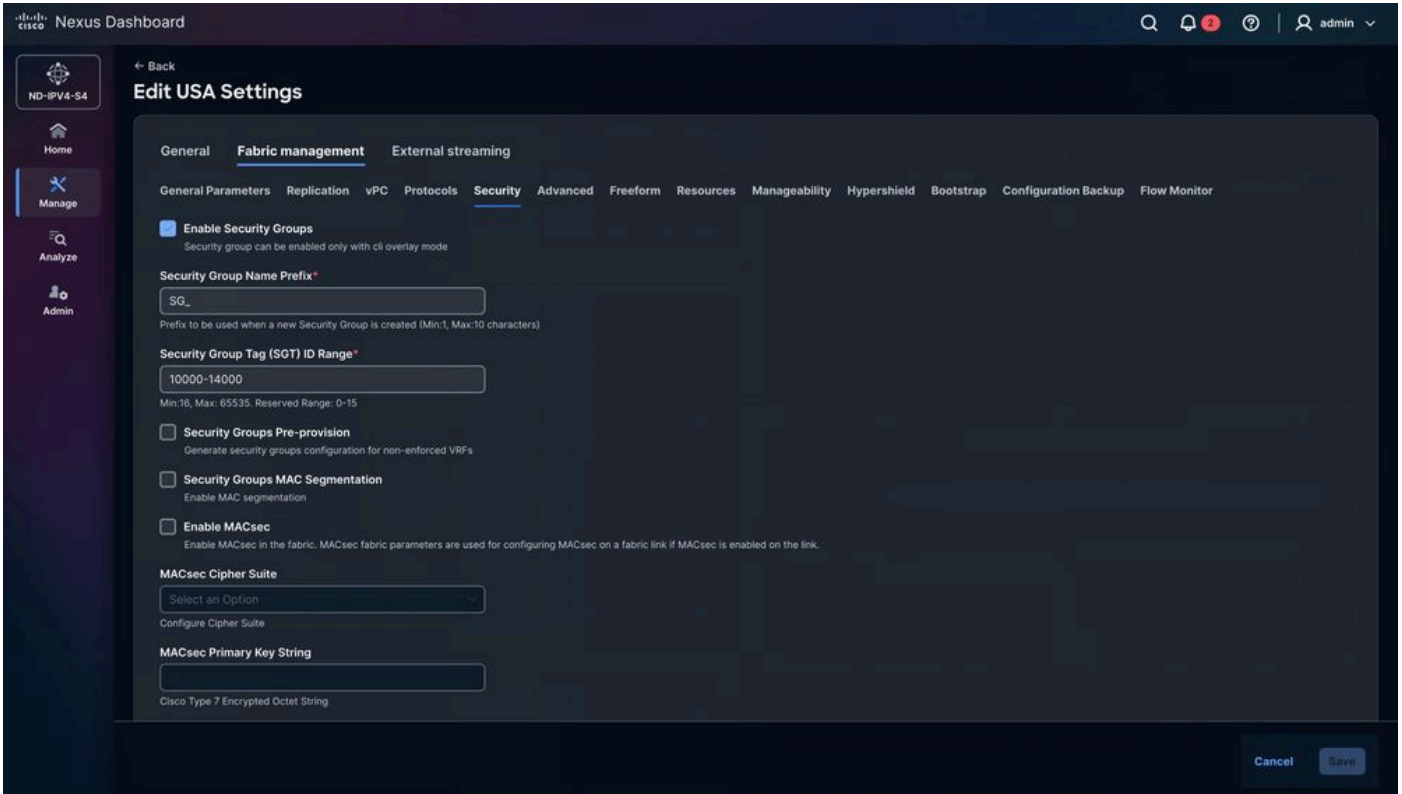 cisco Nexus Dashboard
2
admin
ND-IPV4-S4
Home
Manage
Analyze
Admin
← Back
Edit USA Settings
General Fabric management External streaming
General Parameters Replication vPC Protocols Security Advanced Freeform Resources Manageability Hypershield Bootstrap Configuration Backup Flow Monitor
Enable Security Groups
Security group can be enabled only with cli overlay mode
Security Group Name Prefix*
SG_
Prefix to be used when a new Security Group is created (Min:1, Max:10 characters)
Security Group Tag (SGT) ID Range*
10000-14000
Min:16, Max: 65535. Reserved Range: 0-15
Security Groups Pre-provision
Generate security groups configuration for non-enforced VRFs
Security Groups MAC Segmentation
Enable MAC segmentation
Enable MACsec
Enable MACsec in the fabric. MACsec fabric parameters are used for configuring MACsec on a fabric link if MACsec is enabled on the link.
MACsec Cipher Suite
Select an Option
Configure Cipher Suite
MACsec Primary Key String
Cisco Type 7 Encrypted Octet String
Cancel Save